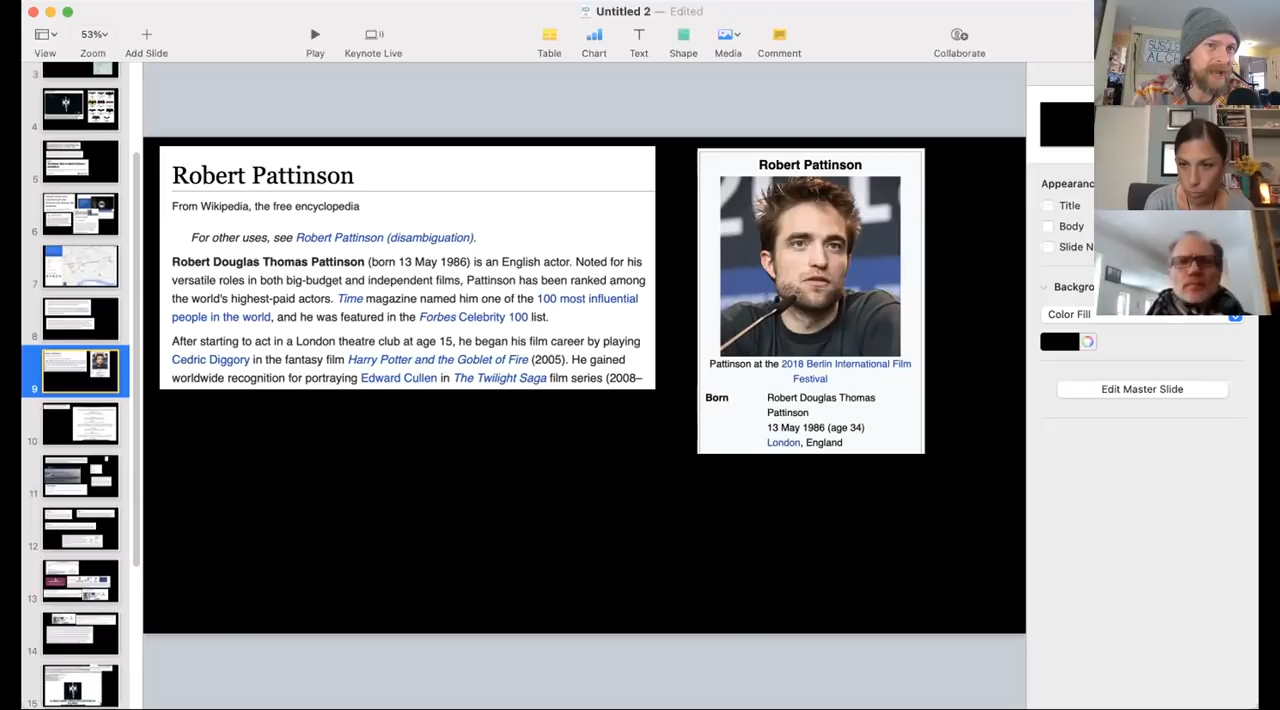 Untitled 2 — Edited
53%
View
Zoom
Add Slide
Play
Keynote Live
Table
Chart
Text
Shape
Media
Comment
Collaborate
3
4
5
6
7
8
9
10
11
12
13
14
15
Robert Pattinson
From Wikipedia, the free encyclopedia
For other uses, see Robert Pattinson (disambiguation).
Robert Douglas Thomas Pattinson (born 13 May 1986) is an English actor. Noted for his
versatile roles in both big-budget and independent films, Pattinson has been ranked among
the world's highest-paid actors. Time magazine named him one of the 100 most influential
people in the world, and he was featured in the Forbes Celebrity 100 list.
After starting to act in a London theatre club at age 15, he began his film career by playing
Cedric Diggory in the fantasy film Harry Potter and the Goblet of Fire (2005). He gained
worldwide recognition for portraying Edward Cullen in The Twilight Saga film series (2008–
Robert Pattinson
Pattinson at the 2018 Berlin International Film
Festival
Born
Robert Douglas Thomas
Pattinson
13 May 1986 (age 34)
London, England
Appearanc
Title
Body
Slide N
Backgro
Color Fill
Edit Master Slide